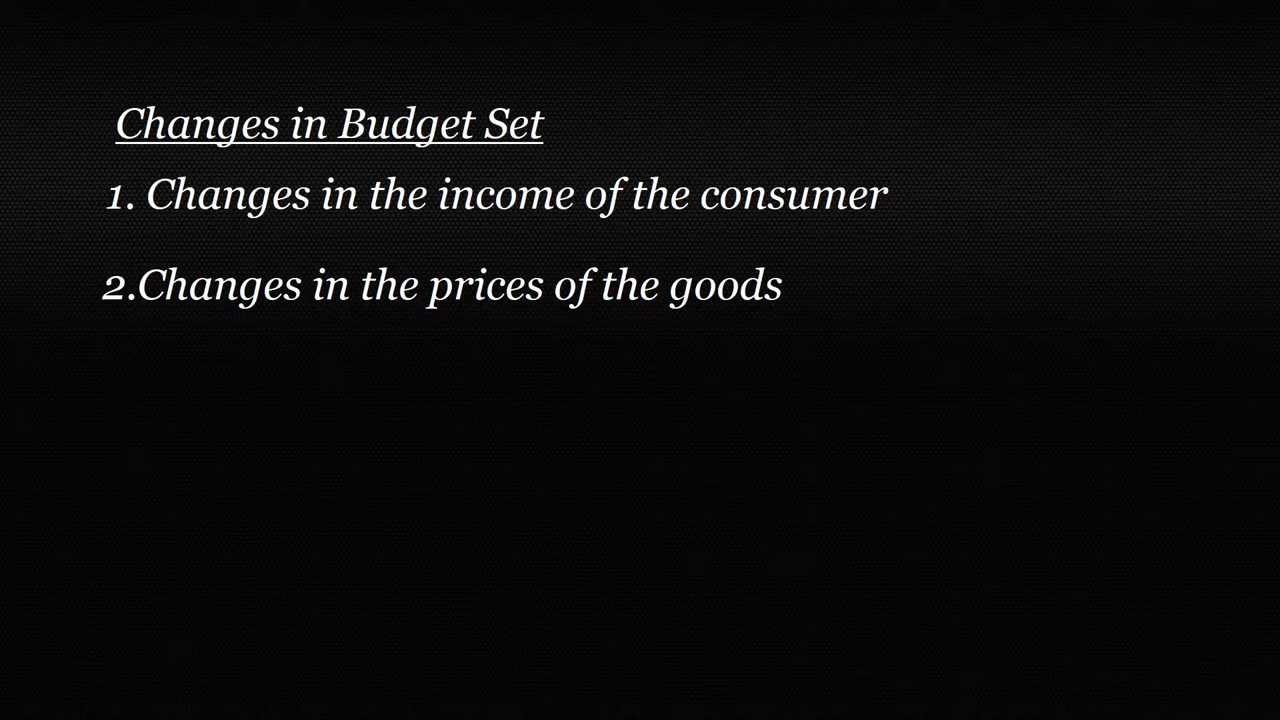 Changes in Budget Set
1. Changes in the income of the consumer
2.Changes in the prices of the goods